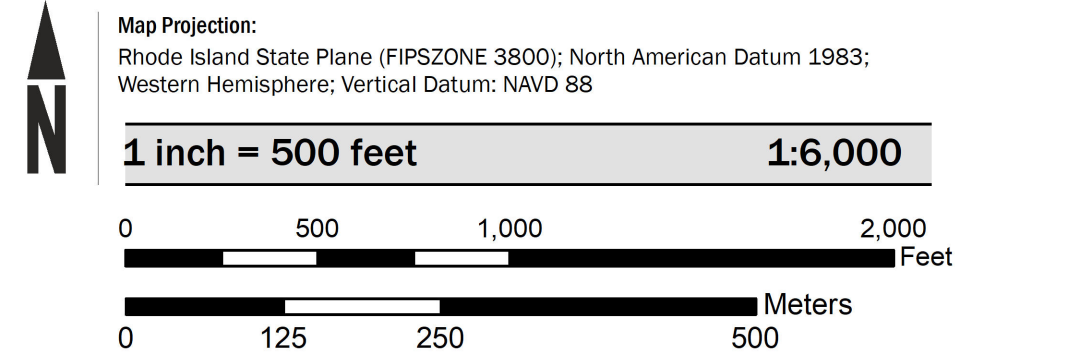 N
Map Projection:
Rhode Island State Plane (FIPSZONE 3800); North American Datum 1983;
Western Hemisphere; Vertical Datum: NAVD 88
1 inch = 500 feet 1:6,000
0 500 1,000 2,000
Feet
Meters
0 125 250 500